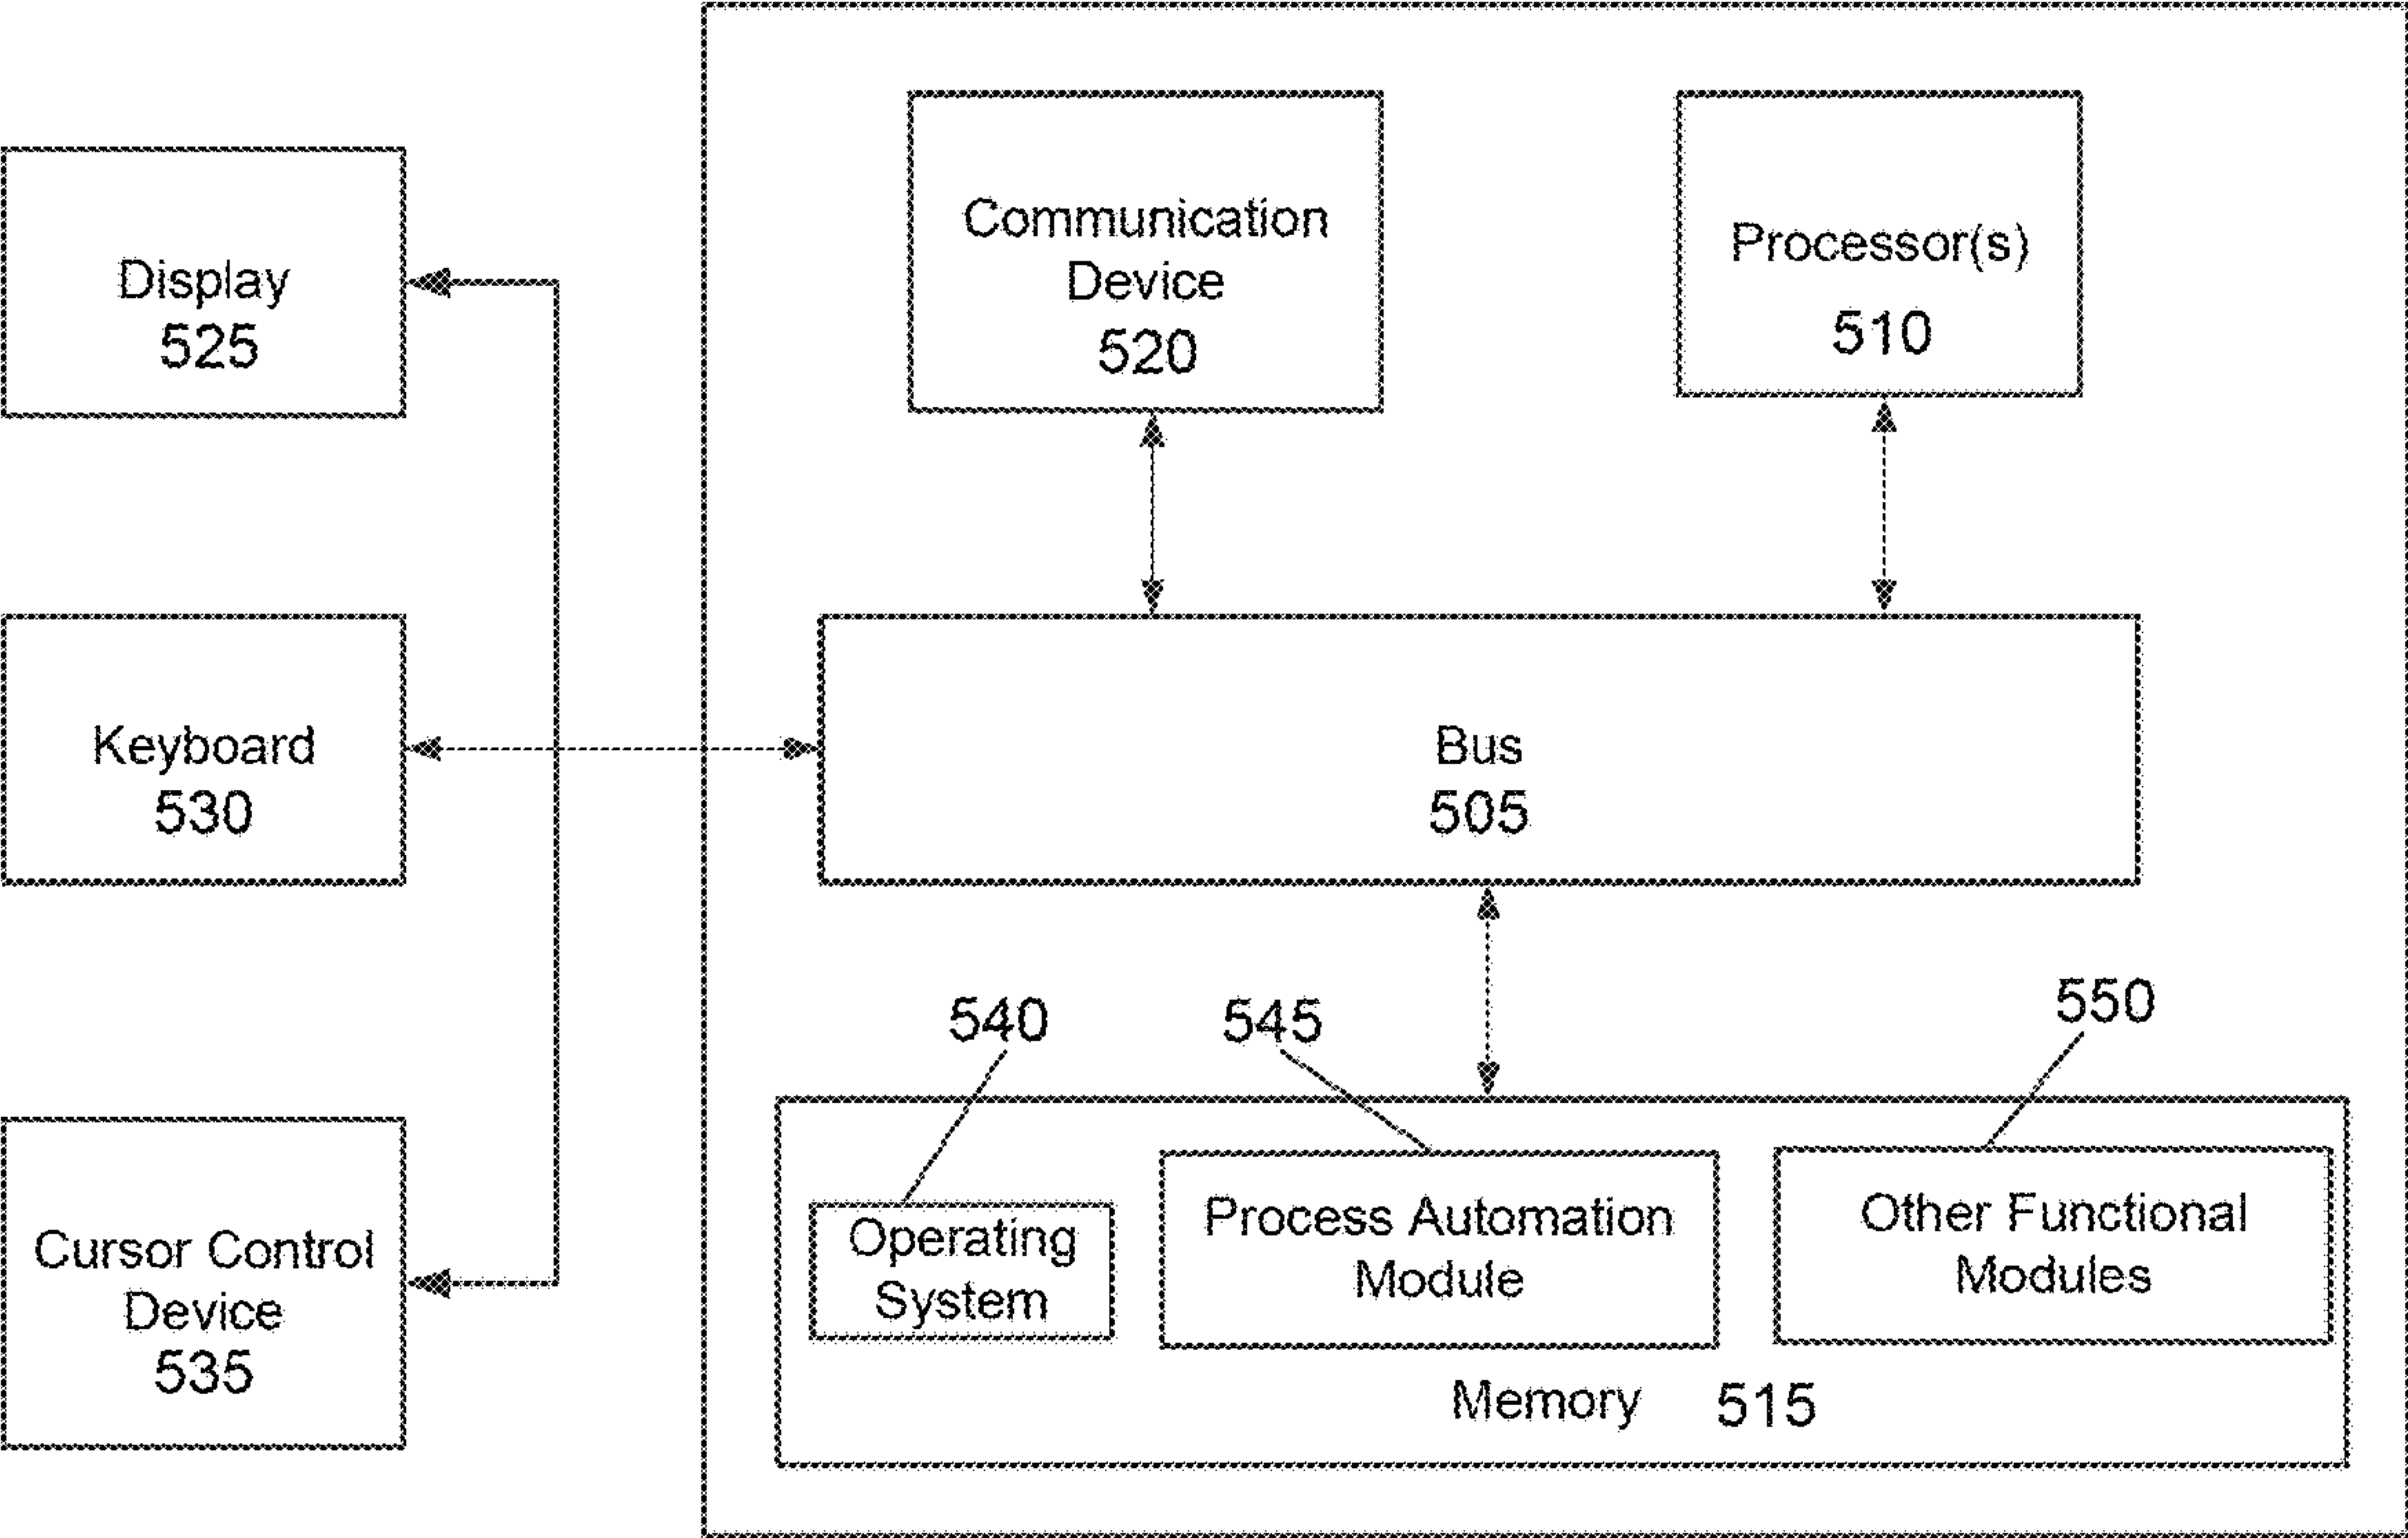 Display
525
Communication
Device
520
Processor(s)
510
Keyboard
530
Bus
505
540
545
550
Cursor Control
Device
535
Operating
System
Process Automation
Module
Other Functional
Modules
Memory 515